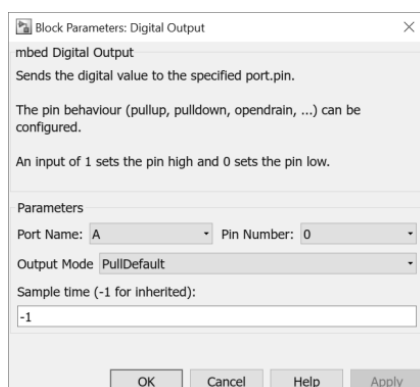 Block Parameters: Digital Output
mbed Digital Output
Sends the digital value to the specified port.pin.
The pin behaviour (pullup, pulldown, opendrain, ...) can be
configured.
An input of 1 sets the pin high and 0 sets the pin low.
Parameters
Port Name: A Pin Number: 0
Output Mode PullDefault
Sample time (-1 for inherited):
-1
OK Cancel Help Apply